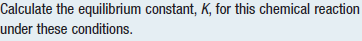 Calculate the equilibrium constant, K, for this chemical reaction
under these conditions.